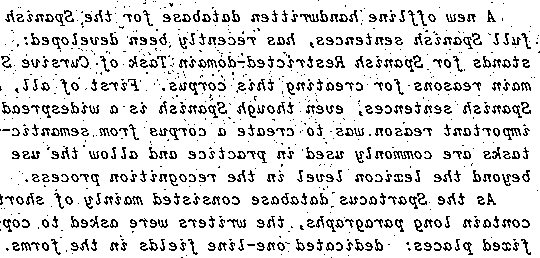 A new offline handwritten database for the Spanish
full Spanish sentences, has recently been developed:
stands for Spanish Restricted-domain Task of Cursive S
main reasons for creating this corpus. First of all,
Spanish sentences, even though Spanish is a widespread
important reason was to create a corpus from semantic-
tasks are commonly used in practice and allow the use
beyond the lexicon level in the recognition process.
As the Spartacus database consisted mainly of short
contain long paragraphs, the writers were asked to cop
fixed places: dedicated one-line fields in the forms.